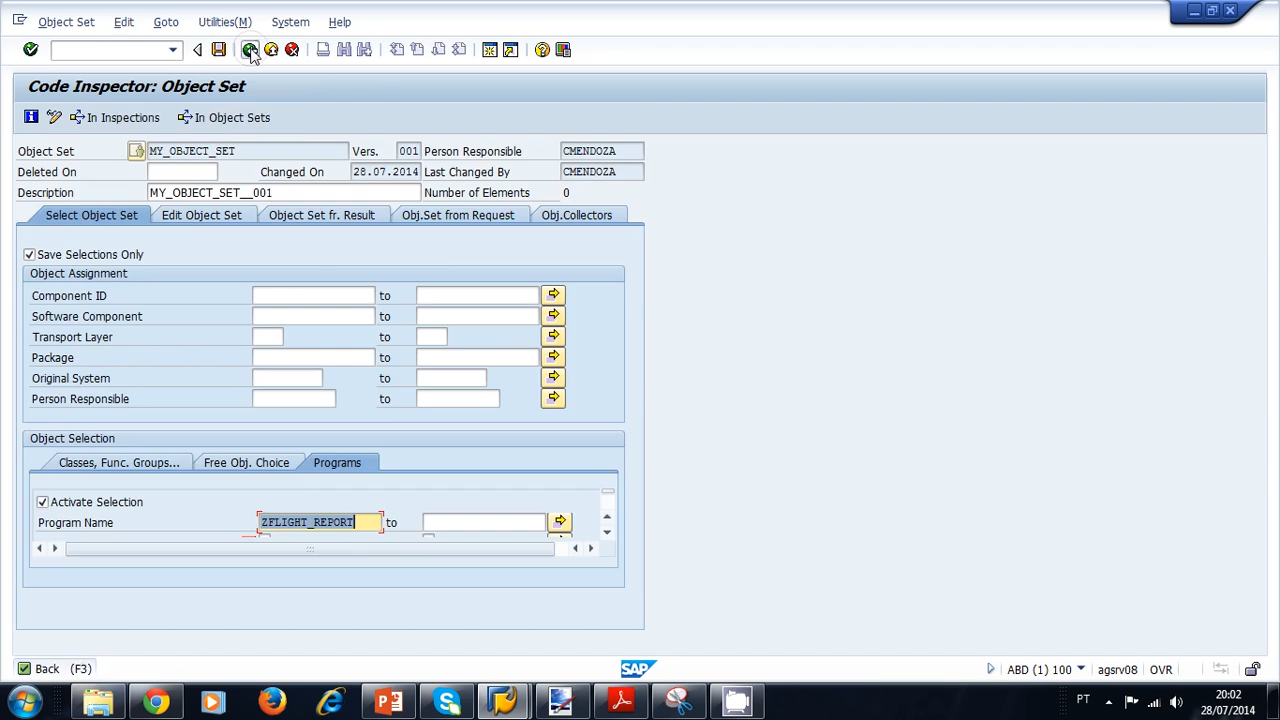 Object Set Edit Goto Utilities(M) System Help
Code Inspector: Object Set
In Inspections In Object Sets
Object Set MY_OBJECT_SET Vers. 001 Person Responsible CMENDOZA
Deleted On Changed On 28.07.2014 Last Changed By CMENDOZA
Description MY_OBJECT_SET__001 Number of Elements 0
Select Object Set Edit Object Set Object Set fr. Result Obj.Set from Request Obj.Collectors
Save Selections Only
Object Assignment
Component ID to
Software Component to
Transport Layer to
Package to
Original System to
Person Responsible to
Object Selection
Classes, Func. Groups... Free Obj. Choice Programs
Activate Selection
Program Name ZFLIGHT_REPORT to
Back (F3) SAP ABD (1) 100 agsrv08 OVR
PT 20:02
28/07/2014